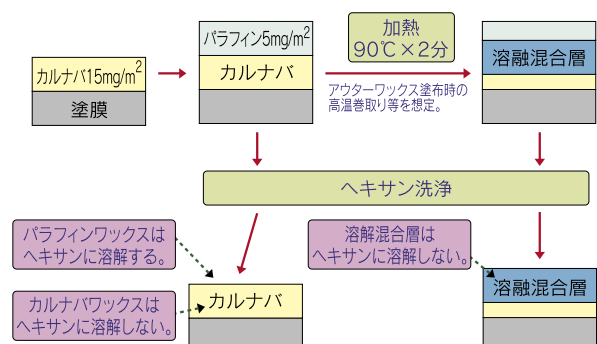 パラフィン5mg/m2
カルナバ
カルナバ15mg/m2
塗膜
加熱
90℃×2分
アウターワックス塗布時の
高温巻取り等を想定。
溶融混合層
ヘキサン洗浄
パラフィンワックスは
ヘキサンに溶解する。
カルナバワックスは
ヘキサンに溶解しない。
カルナバ
溶解混合層は
ヘキサンに溶解しない。
溶融混合層